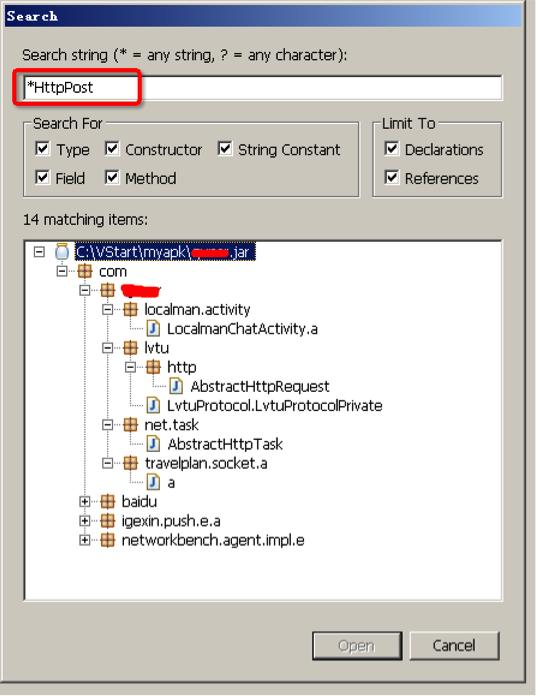 Search
Search string (* = any string, ? = any character):
*HttpPost
Search For
Type Constructor String Constant
Field Method
Limit To
Declarations
References
14 matching items:
C:\VStart\myapk\ .jar
com
localman.activity
LocalmanChatActivity.a
lvtu
http
AbstractHttpRequest
LvtuProtocol.LvtuProtocolPrivate
net.task
AbstractHttpTask
travelplan.socket.a
a
baidu
igexin.push.e.a
networkbench.agent.impl.e
Open Cancel